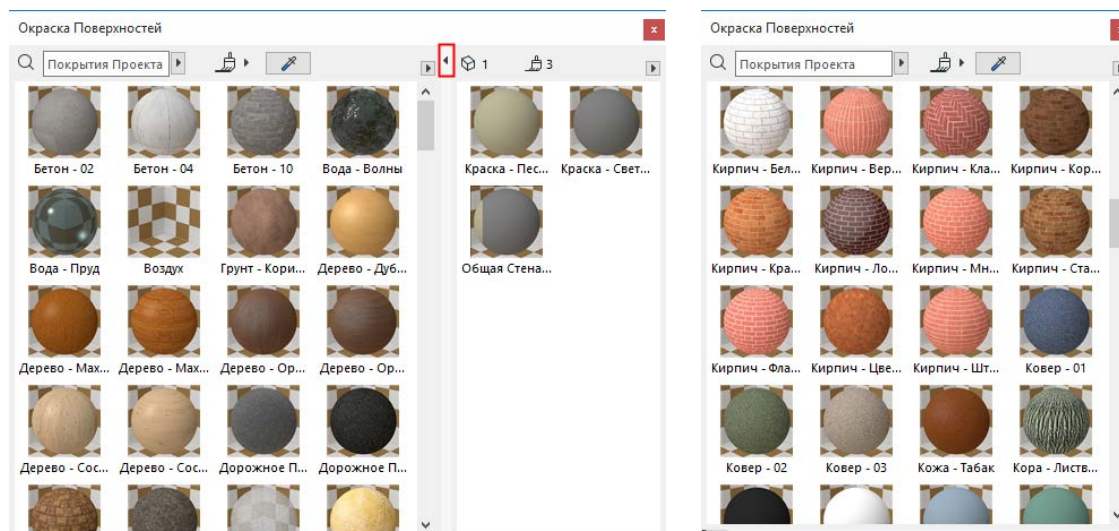 Окраска Поверхностей
x
Покрытия Проекта
1
3
Бетон - 02 Бетон - 04 Бетон - 10 Вода - Волны
Краска - Пес... Краска - Свет...
Вода - Пруд Воздух Грунт - Кори... Дерево - Дуб...
Общая Стена...
Дерево - Мах... Дерево - Мах... Дерево - Ор... Дерево - Ор...
Дерево - Сос... Дерево - Сос... Дорожное П... Дорожное П...
Окраска Поверхностей
Покрытия Проекта
Кирпич - Бел... Кирпич - Вер... Кирпич - Кла... Кирпич - Кор...
Кирпич - Кра... Кирпич - Ло... Кирпич - Мн... Кирпич - Ста...
Кирпич - Фла... Кирпич - Цве... Кирпич - Шт... Ковер - 01
Ковер - 02 Ковер - 03 Кожа - Табак Кора - Листв...